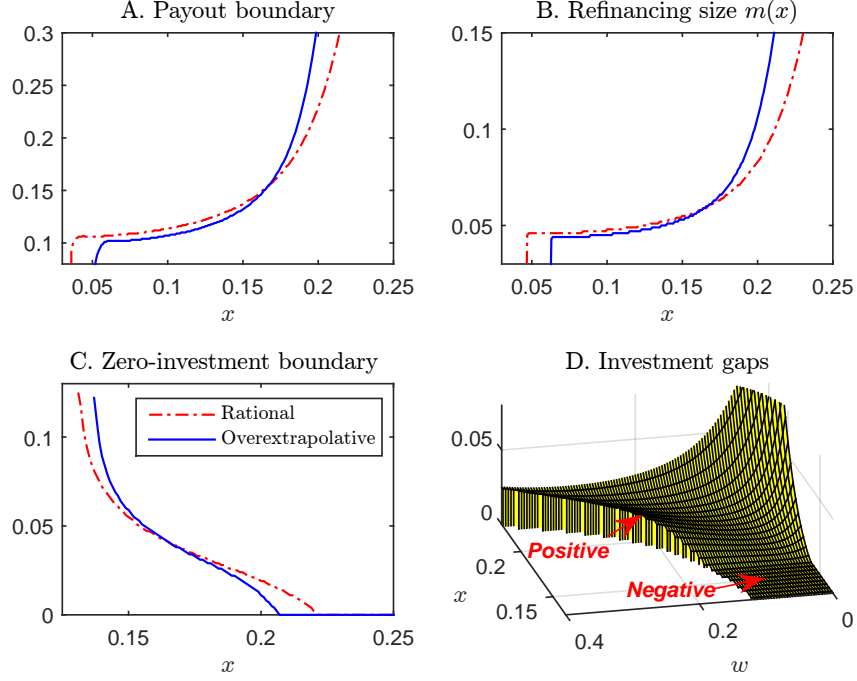 A. Payout boundary
0.3
0.25
0.2
0.15
0.1
0.05 0.1 0.15 0.2 0.25
x
B. Refinancing size m(x)
0.15
0.1
0.05
0.05 0.1 0.15 0.2 0.25
x
C. Zero-investment boundary
Rational
Overextrapolative
0.1
0.05
0
0.15 0.2 0.25
x
D. Investment gaps
0.05
0
Positive
Negative
0.2
0.15
x
0.4 0.2 0
w